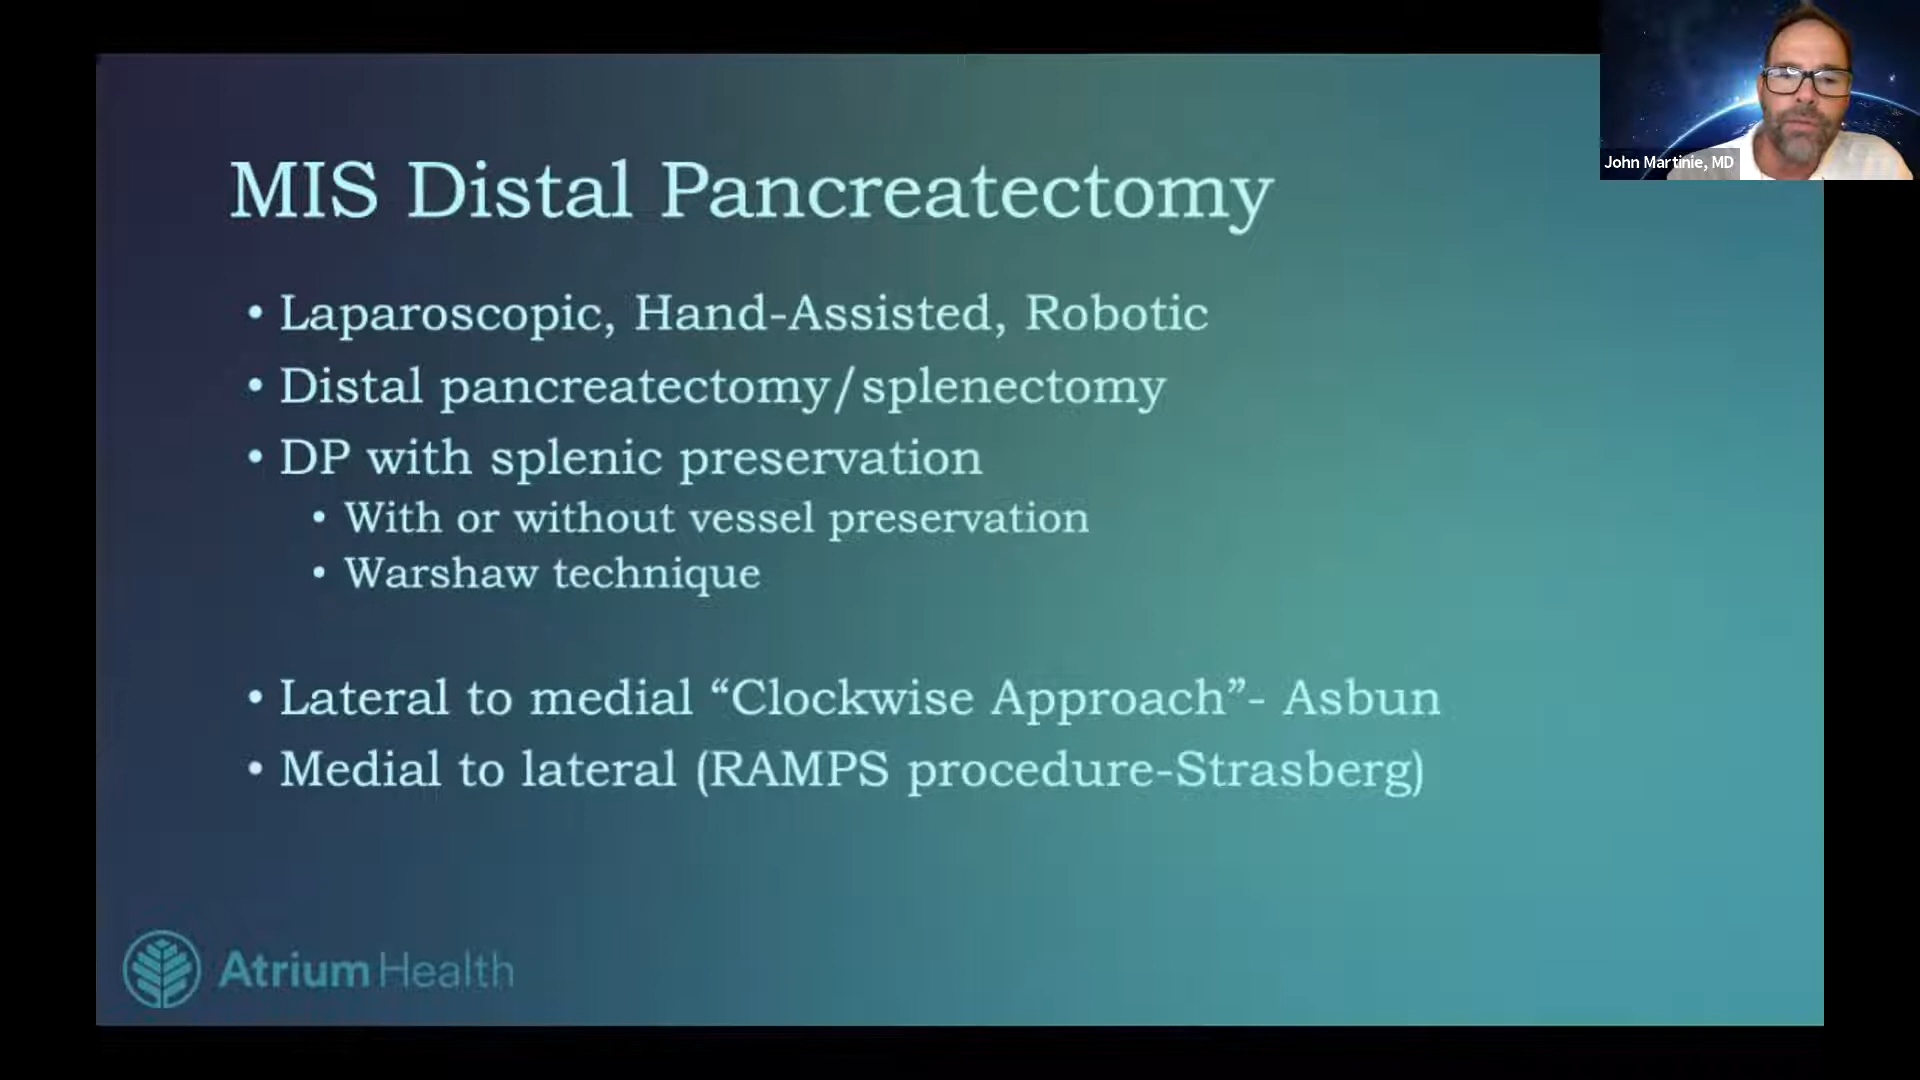 John Martinie, MD
MIS Distal Pancreatectomy
• Laparoscopic, Hand-Assisted, Robotic
• Distal pancreatectomy/splenectomy
• DP with splenic preservation
• With or without vessel preservation
• Warshaw technique
• Lateral to medial “Clockwise Approach”- Asbun
• Medial to lateral (RAMPS procedure-Strasberg)
Atrium Health